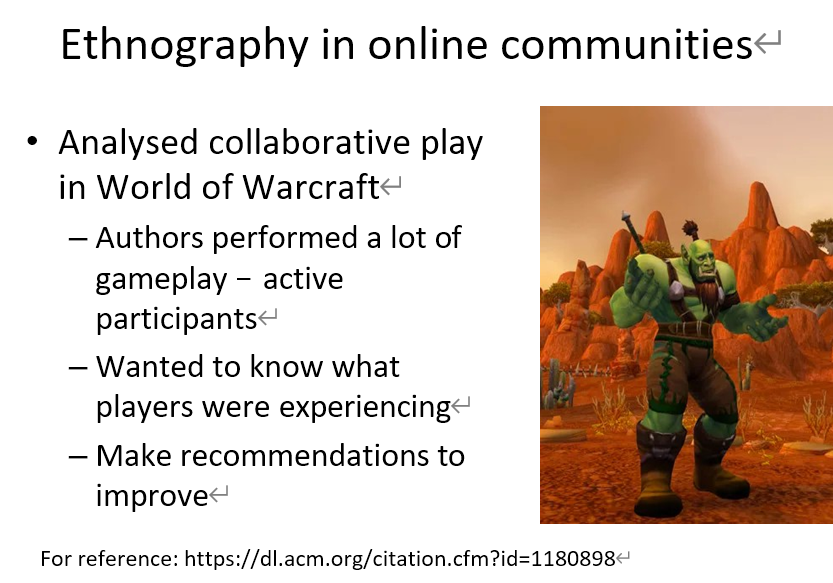 Ethnography in online communities↵
• Analysed collaborative play
in World of Warcraft↵
– Authors performed a lot of
gameplay – active
participants↵
– Wanted to know what
players were experiencing↵
– Make recommendations to
improve↵
For reference: https://dl.acm.org/citation.cfm?id=1180898↵